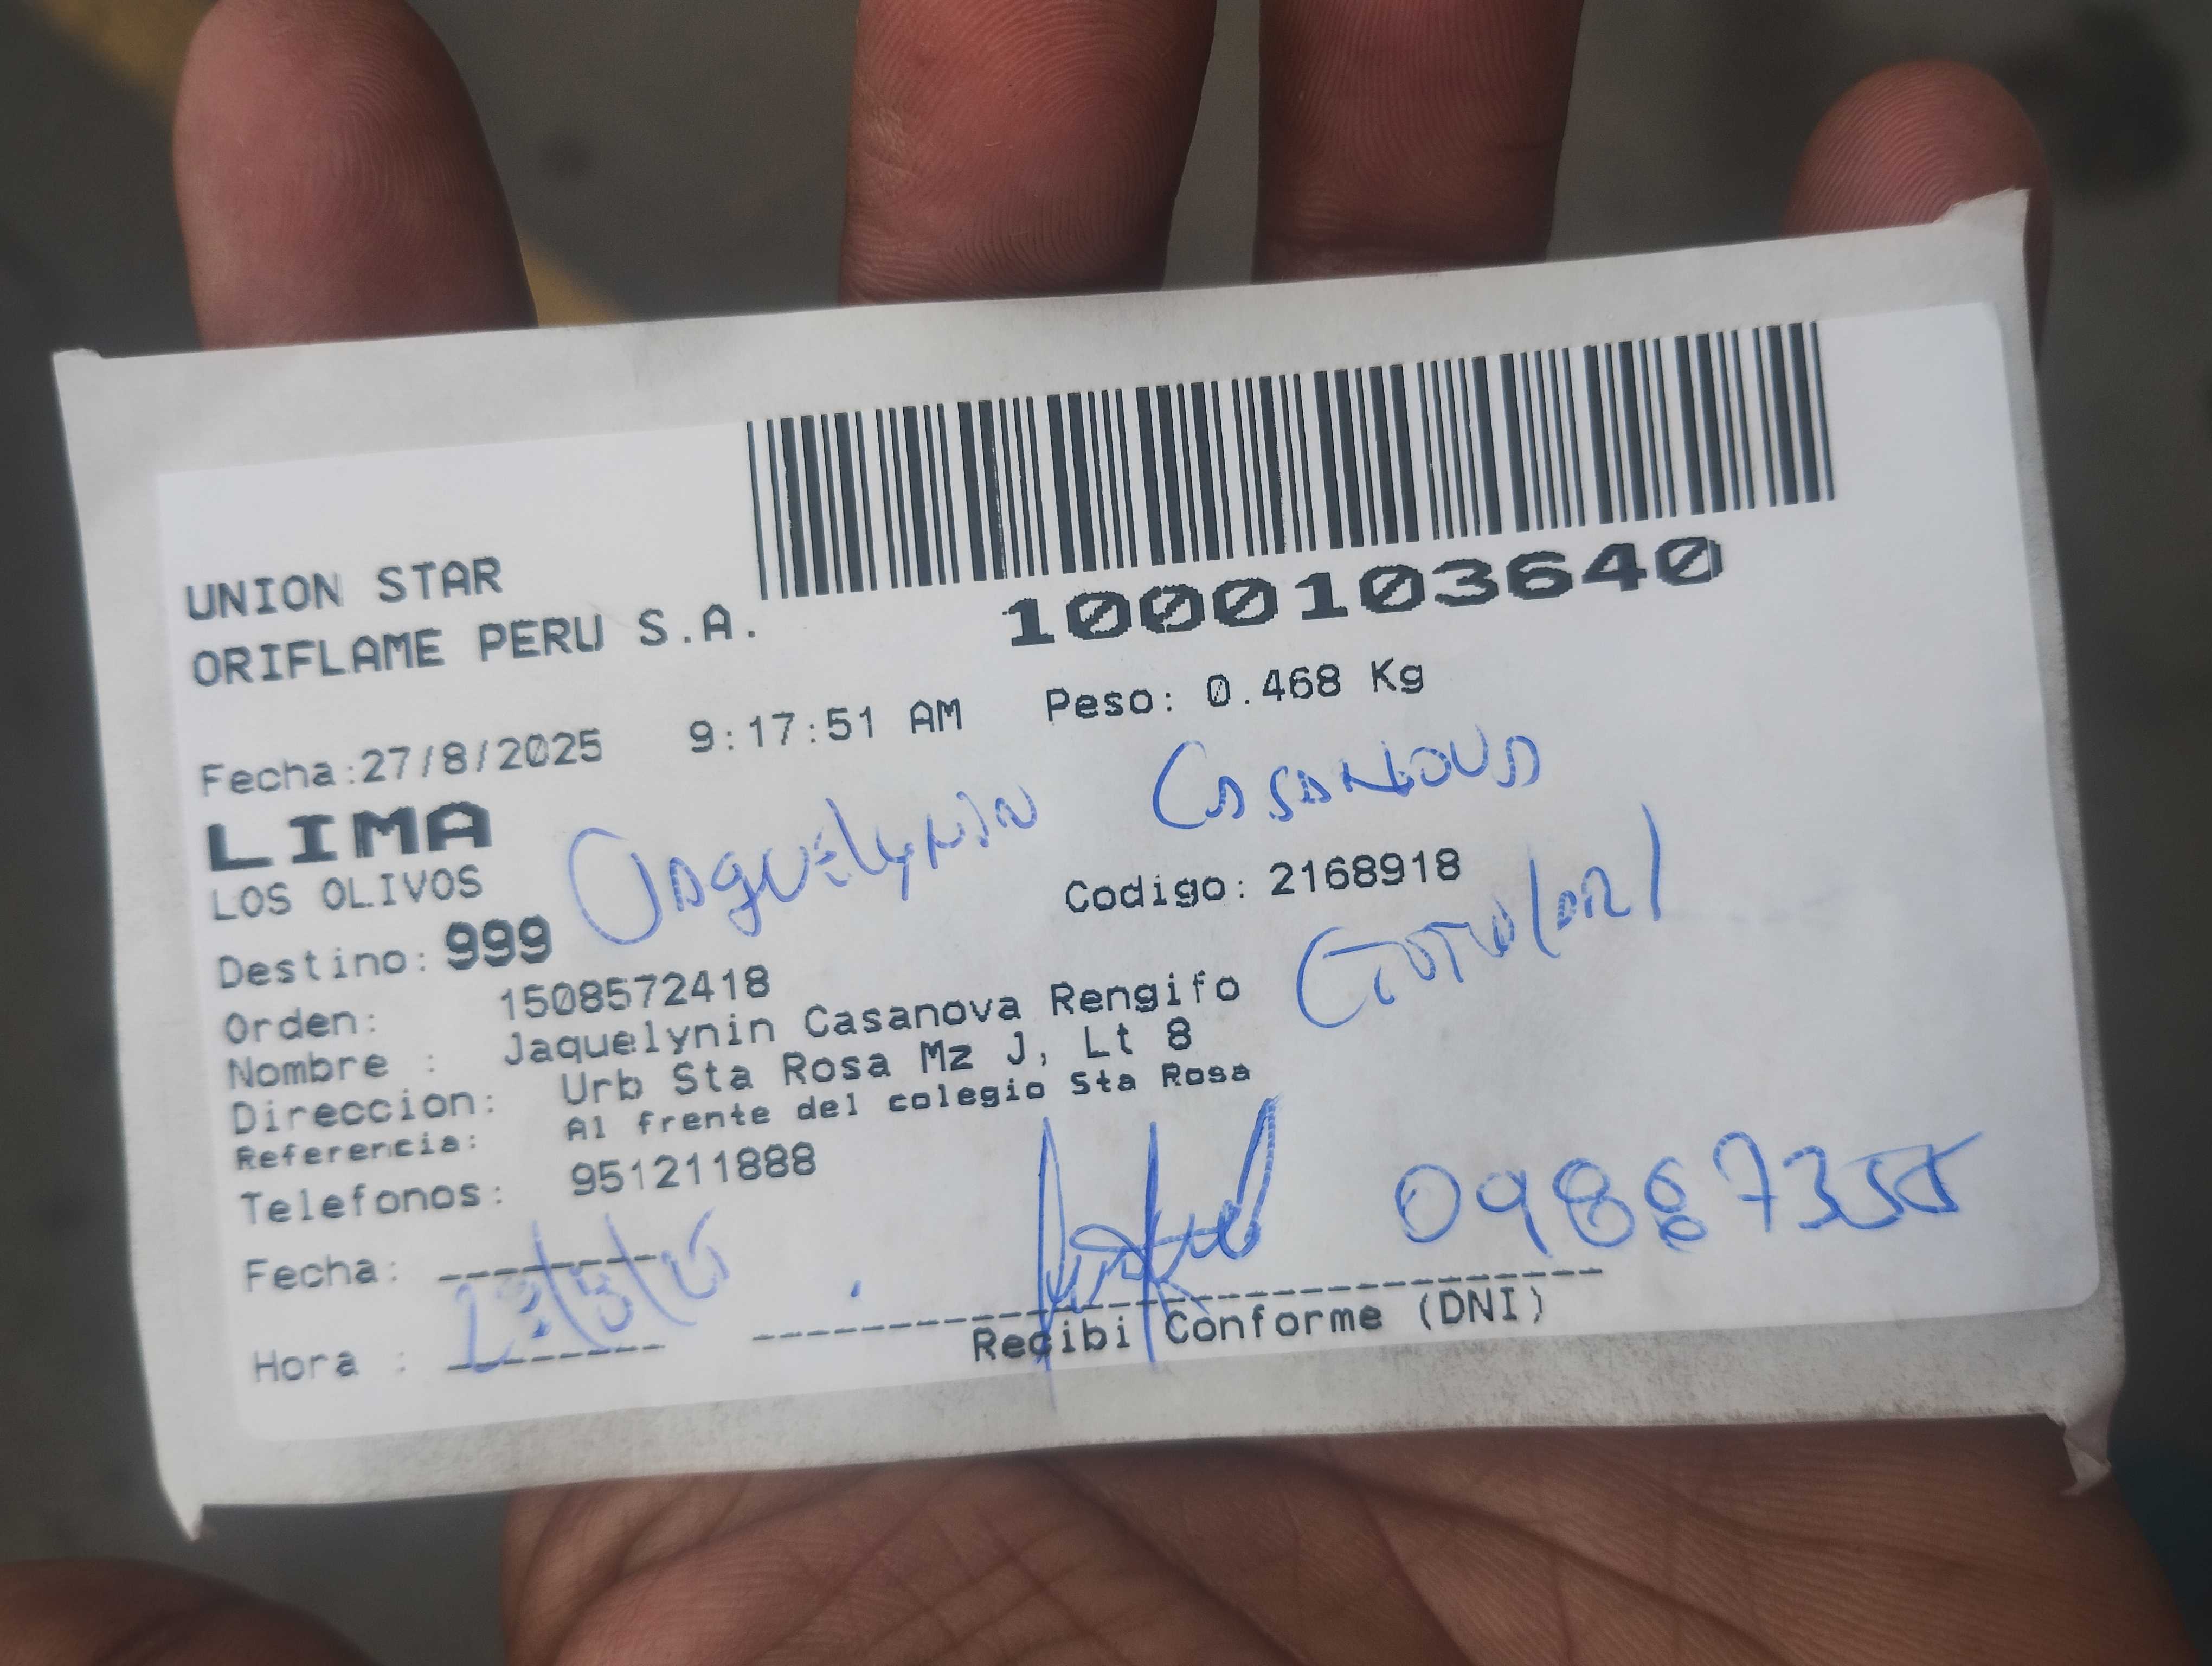 UNION STAR
ORIFLAME PERU S.A.
1000103640
Fecha:27/8/2025 9:17:51 AM Peso: 0.468 Kg
LIMA
Jaquelynin Casanova
LOS OLIVOS
Codigo: 2168918
Destino: 999
(titular)
Orden: 1508572418
Nombre : Jaquelynin Casanova Rengifo
Direccion: Urb Sta Rosa Mz J, Lt 8
Referencia: Al frente del colegio Sta Rosa
Telefonos: 951211888
Fecha:
Hora :
Recibi Conforme (DNI)